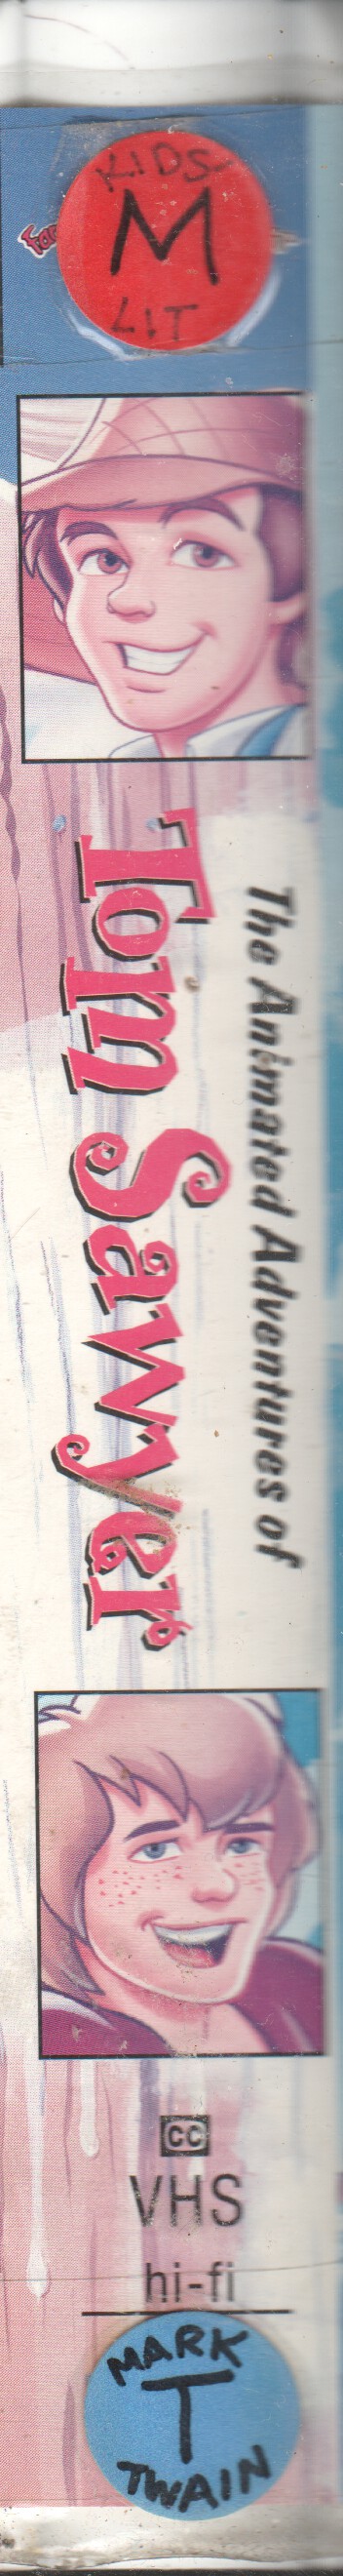 KIDS
M
LIT
The Animated Adventures of
Tom Sawyer
CC
VHS
hi-fi
MARK
T
TWAIN